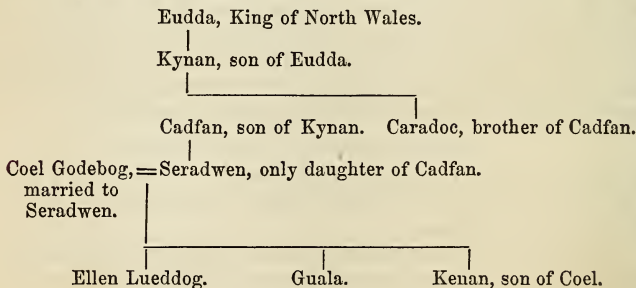 Eudda, King of North Wales.
Kynan, son of Eudda.
Cadfan, son of Kynan. Caradoc, brother of Cadfan.
Coel Godebog,=Seradwen, only daughter of Cadfan.
married to
Seradwen.
Ellen Lueddog. Guala. Kenan, son of Coel.